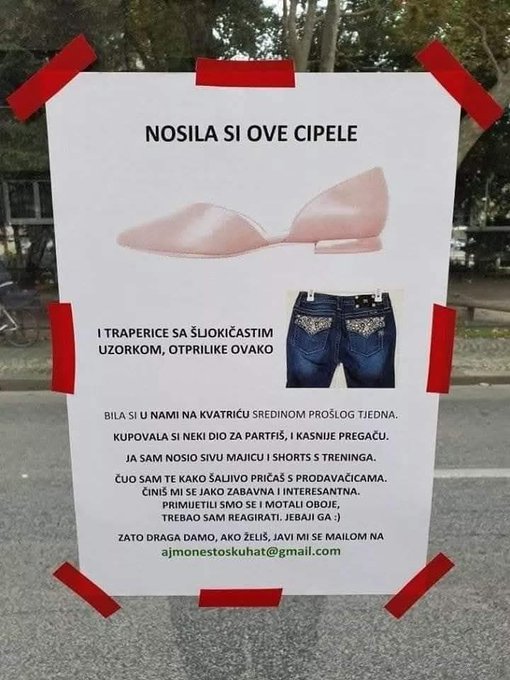 NOSILA SI OVE CIPELE
I TRAPERICE SA ŠLJOKIČASTIM
UZORKOM, OTPRILIKE OVAKO
BILA SI U NAMI NA KVATRIĆU SREDINOM PROŠLOG TJEDNA.
KUPOVALA SI NEKI DIO ZA PARTFIŠ, I KASNIJE PREGAČU.
JA SAM NOSIO SIVU MAJICU I SHORTS S TRENINGA.
ČUO SAM TE KAKO ŠALJIVO PRIČAŠ S PRODAVAČICAMA.
ČINIŠ MI SE JAKO ZABAVNA I INTERESANTNA.
PRIMIJETILI SMO SE I MOTALI OBOJE,
TREBAO SAM REAGIRATI. JEBAJI GA :)
ZATO DRAGA DAMO, AKO ŽELIŠ, JAVI MI SE MAILOM NA
ajmonestoskuhat@gmail.com